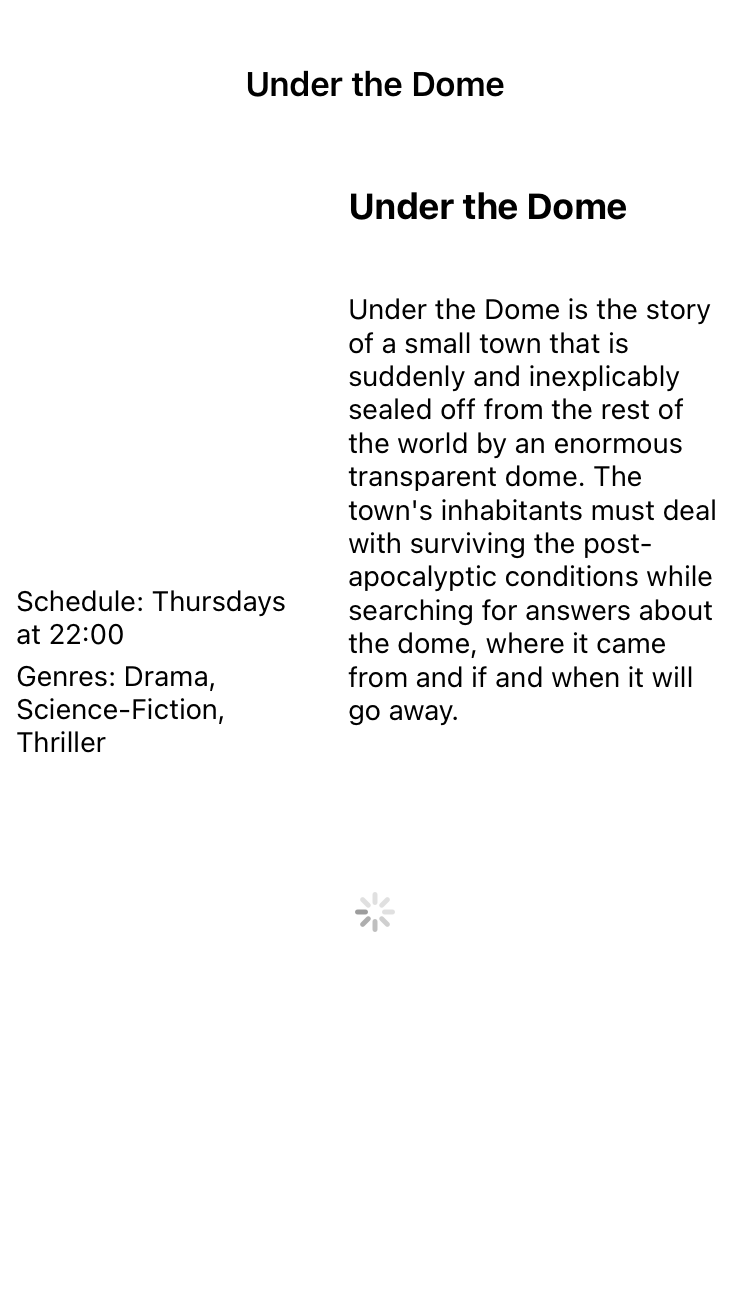 Under the Dome
Under the Dome
Under the Dome is the story
of a small town that is
suddenly and inexplicably
sealed off from the rest of
the world by an enormous
transparent dome. The
town's inhabitants must deal
with surviving the post-
apocalyptic conditions while
searching for answers about
the dome, where it came
from and if and when it will
go away.
Schedule: Thursdays
at 22:00
Genres: Drama,
Science-Fiction,
Thriller